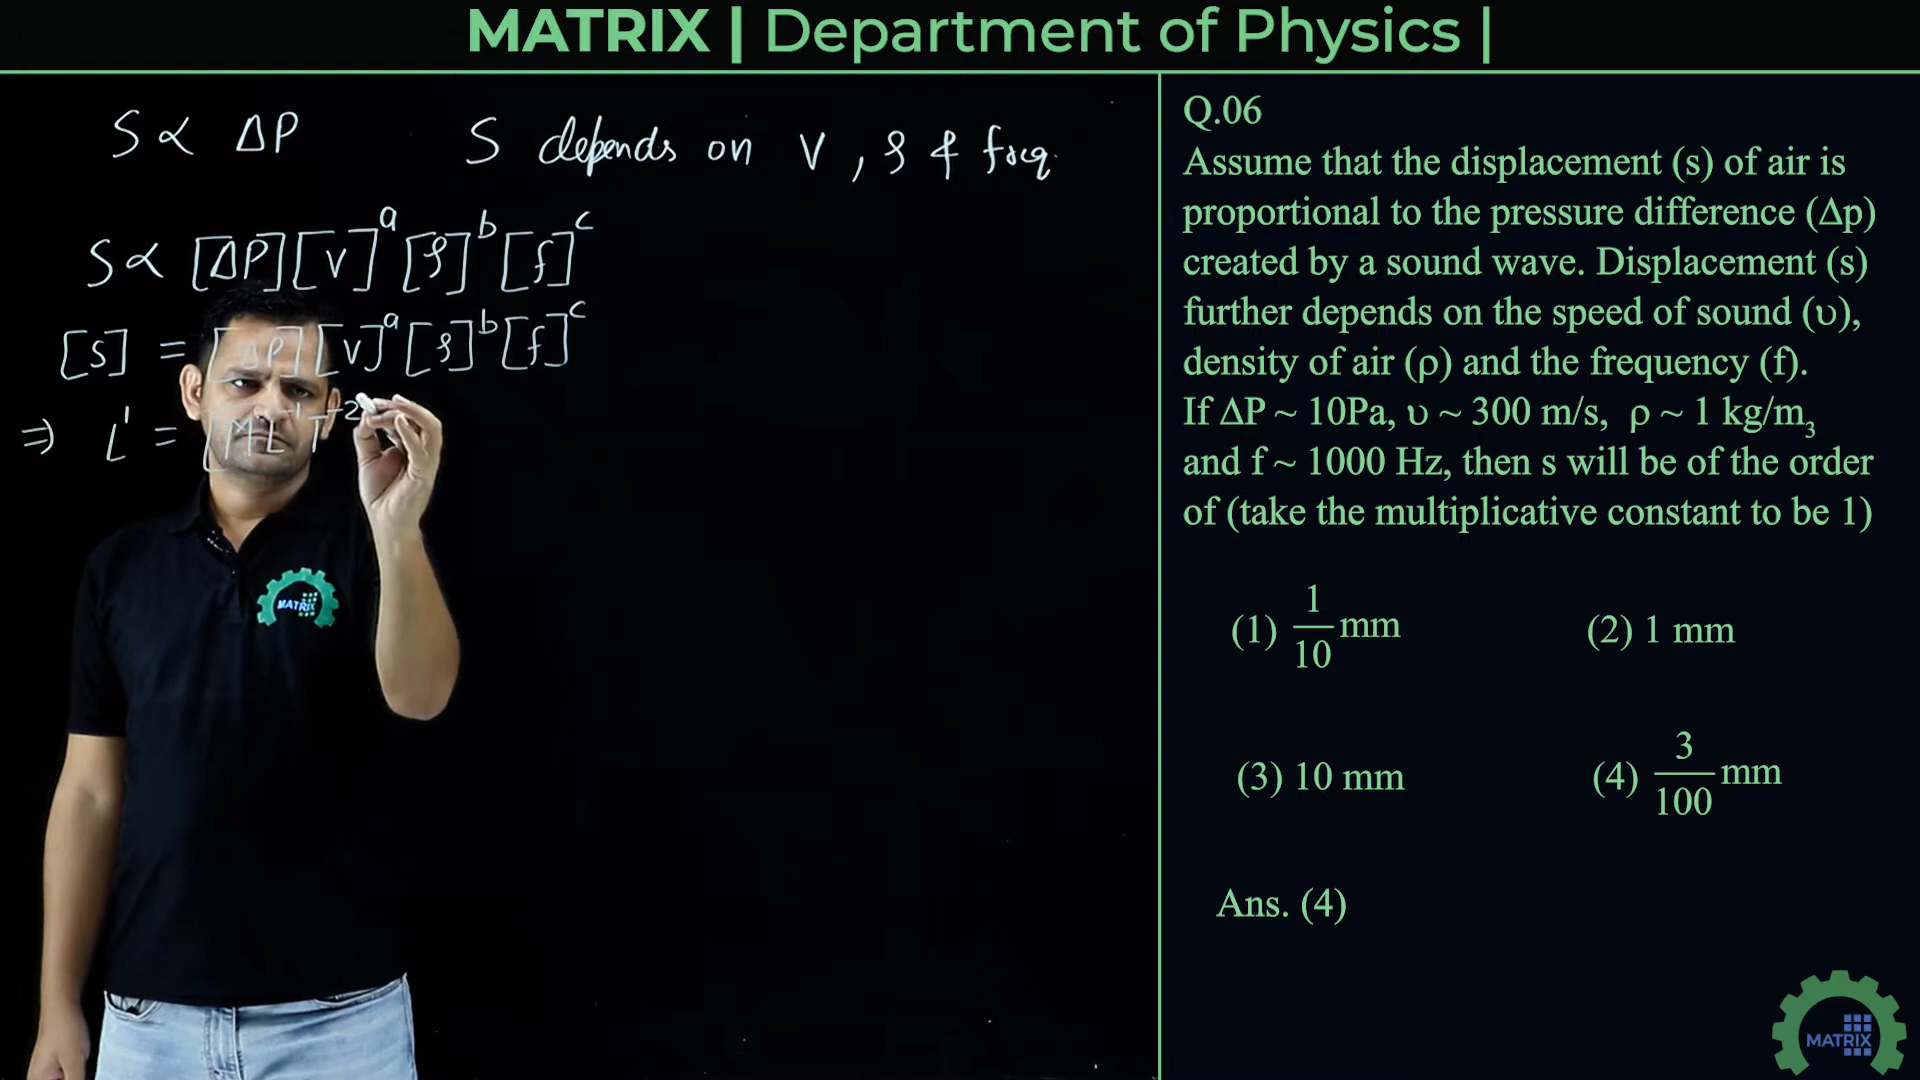 MATRIX | Department of Physics |
S ∝ ΔP
S depends on V, ρ & freq.
S ∝ [ΔP][V]^a [ρ]^b [f]^c
[S] = [ΔP][V]^a [ρ]^b [f]^c
⇒ L^1 = [M L^-1 T^-2
MATRIX
Q.06
Assume that the displacement (s) of air is
proportional to the pressure difference (Δp)
created by a sound wave. Displacement (s)
further depends on the speed of sound (υ),
density of air (ρ) and the frequency (f).
If ΔP ~ 10Pa, υ ~ 300 m/s, ρ ~ 1 kg/m₃
and f ~ 1000 Hz, then s will be of the order
of (take the multiplicative constant to be 1)
(1) 1/10 mm (2) 1 mm
(3) 10 mm (4) 3/100 mm
Ans. (4)
MATRIX